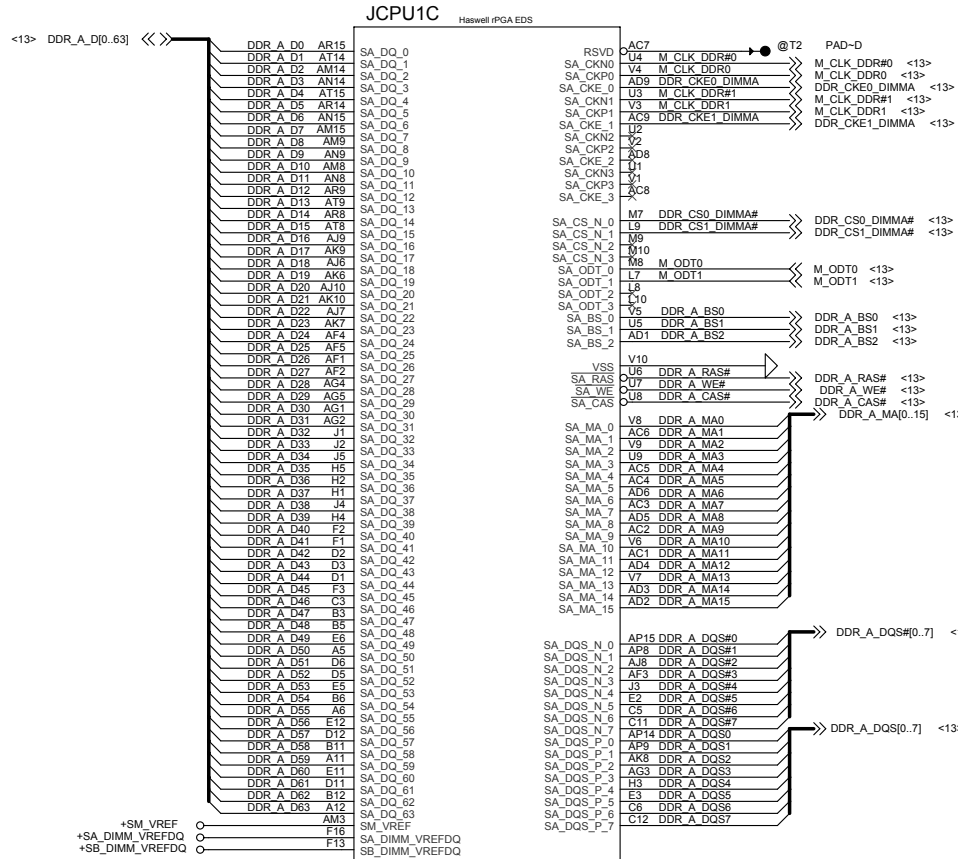 JCPU1C
Haswell rPGA EDS
<13> DDR_A_D[0..63]
DDR_A_D0 AR15 SA_DQ_0
DDR_A_D1 AT14 SA_DQ_1
DDR_A_D2 AM14 SA_DQ_2
DDR_A_D3 AN14 SA_DQ_3
DDR_A_D4 AT15 SA_DQ_4
DDR_A_D5 AR14 SA_DQ_5
DDR_A_D6 AN15 SA_DQ_6
DDR_A_D7 AM15 SA_DQ_7
DDR_A_D8 AM9 SA_DQ_8
DDR_A_D9 AN9 SA_DQ_9
DDR_A_D10 AM8 SA_DQ_10
DDR_A_D11 AN8 SA_DQ_11
DDR_A_D12 AR9 SA_DQ_12
DDR_A_D13 AT9 SA_DQ_13
DDR_A_D14 AR8 SA_DQ_14
DDR_A_D15 AT8 SA_DQ_15
DDR_A_D16 AJ9 SA_DQ_16
DDR_A_D17 AK9 SA_DQ_17
DDR_A_D18 AJ6 SA_DQ_18
DDR_A_D19 AK6 SA_DQ_19
DDR_A_D20 AJ10 SA_DQ_20
DDR_A_D21 AK10 SA_DQ_21
DDR_A_D22 AJ7 SA_DQ_22
DDR_A_D23 AK7 SA_DQ_23
DDR_A_D24 AF4 SA_DQ_24
DDR_A_D25 AF5 SA_DQ_25
DDR_A_D26 AF1 SA_DQ_26
DDR_A_D27 AF2 SA_DQ_27
DDR_A_D28 AG4 SA_DQ_28
DDR_A_D29 AG5 SA_DQ_29
DDR_A_D30 AG1 SA_DQ_30
DDR_A_D31 AG2 SA_DQ_31
DDR_A_D32 J1 SA_DQ_32
DDR_A_D33 J2 SA_DQ_33
DDR_A_D34 J5 SA_DQ_34
DDR_A_D35 H5 SA_DQ_35
DDR_A_D36 H2 SA_DQ_36
DDR_A_D37 H1 SA_DQ_37
DDR_A_D38 J4 SA_DQ_38
DDR_A_D39 H4 SA_DQ_39
DDR_A_D40 F2 SA_DQ_40
DDR_A_D41 F1 SA_DQ_41
DDR_A_D42 D2 SA_DQ_42
DDR_A_D43 D3 SA_DQ_43
DDR_A_D44 D1 SA_DQ_44
DDR_A_D45 F3 SA_DQ_45
DDR_A_D46 C3 SA_DQ_46
DDR_A_D47 B3 SA_DQ_47
DDR_A_D48 B5 SA_DQ_48
DDR_A_D49 E6 SA_DQ_49
DDR_A_D50 A5 SA_DQ_50
DDR_A_D51 D6 SA_DQ_51
DDR_A_D52 D5 SA_DQ_52
DDR_A_D53 E5 SA_DQ_53
DDR_A_D54 B6 SA_DQ_54
DDR_A_D55 A6 SA_DQ_55
DDR_A_D56 E12 SA_DQ_56
DDR_A_D57 D12 SA_DQ_57
DDR_A_D58 B11 SA_DQ_58
DDR_A_D59 A11 SA_DQ_59
DDR_A_D60 E11 SA_DQ_60
DDR_A_D61 D11 SA_DQ_61
DDR_A_D62 B12 SA_DQ_62
DDR_A_D63 A12 SA_DQ_63
+SM_VREF AM3 SM_VREF
+SA_DIMM_VREFDQ F16 SA_DIMM_VREFDQ
+SB_DIMM_VREFDQ F13 SB_DIMM_VREFDQ
RSVD AC7 @T2 PAD~D
SA_CKN0 U4 M_CLK_DDR#0 M_CLK_DDR#0 <13>
SA_CKP0 V4 M_CLK_DDR0 M_CLK_DDR0 <13>
SA_CKE_0 AD9 DDR_CKE0_DIMMA DDR_CKE0_DIMMA <13>
SA_CKN1 U3 M_CLK_DDR#1 M_CLK_DDR#1 <13>
SA_CKP1 V3 M_CLK_DDR1 M_CLK_DDR1 <13>
SA_CKE_1 AC9 DDR_CKE1_DIMMA DDR_CKE1_DIMMA <13>
SA_CKN2 U2
SA_CKP2 V2
SA_CKE_2 AD8
SA_CKN3 U1
SA_CKP3 V1
SA_CKE_3 AC8
SA_CS_N_0 M7 DDR_CS0_DIMMA# DDR_CS0_DIMMA# <13>
SA_CS_N_1 L9 DDR_CS1_DIMMA# DDR_CS1_DIMMA# <13>
SA_CS_N_2 M9
SA_CS_N_3 M10
SA_ODT_0 M8 M_ODT0 M_ODT0 <13>
SA_ODT_1 L7 M_ODT1 M_ODT1 <13>
SA_ODT_2 L8
SA_ODT_3 L10
SA_BS_0 V5 DDR_A_BS0 DDR_A_BS0 <13>
SA_BS_1 U5 DDR_A_BS1 DDR_A_BS1 <13>
SA_BS_2 AD1 DDR_A_BS2 DDR_A_BS2 <13>
VSS V10
SA_RAS U6 DDR_A_RAS# DDR_A_RAS# <13>
SA_WE U7 DDR_A_WE# DDR_A_WE# <13>
SA_CAS U8 DDR_A_CAS# DDR_A_CAS# <13>
DDR_A_MA[0..15] <13
SA_MA_0 V8 DDR_A_MA0
SA_MA_1 AC6 DDR_A_MA1
SA_MA_2 V9 DDR_A_MA2
SA_MA_3 U9 DDR_A_MA3
SA_MA_4 AC5 DDR_A_MA4
SA_MA_5 AC4 DDR_A_MA5
SA_MA_6 AD6 DDR_A_MA6
SA_MA_7 AC3 DDR_A_MA7
SA_MA_8 AD5 DDR_A_MA8
SA_MA_9 AC2 DDR_A_MA9
SA_MA_10 V6 DDR_A_MA10
SA_MA_11 AC1 DDR_A_MA11
SA_MA_12 AD4 DDR_A_MA12
SA_MA_13 V7 DDR_A_MA13
SA_MA_14 AD3 DDR_A_MA14
SA_MA_15 AD2 DDR_A_MA15
DDR_A_DQS#[0..7] <
SA_DQS_N_0 AP15 DDR_A_DQS#0
SA_DQS_N_1 AP8 DDR_A_DQS#1
SA_DQS_N_2 AJ8 DDR_A_DQS#2
SA_DQS_N_3 AF3 DDR_A_DQS#3
SA_DQS_N_4 J3 DDR_A_DQS#4
SA_DQS_N_5 E2 DDR_A_DQS#5
SA_DQS_N_6 C5 DDR_A_DQS#6
SA_DQS_N_7 C11 DDR_A_DQS#7
DDR_A_DQS[0..7] <13
SA_DQS_P_0 AP14 DDR_A_DQS0
SA_DQS_P_1 AP9 DDR_A_DQS1
SA_DQS_P_2 AK8 DDR_A_DQS2
SA_DQS_P_3 AG3 DDR_A_DQS3
SA_DQS_P_4 H3 DDR_A_DQS4
SA_DQS_P_5 E3 DDR_A_DQS5
SA_DQS_P_6 C6 DDR_A_DQS6
SA_DQS_P_7 C12 DDR_A_DQS7